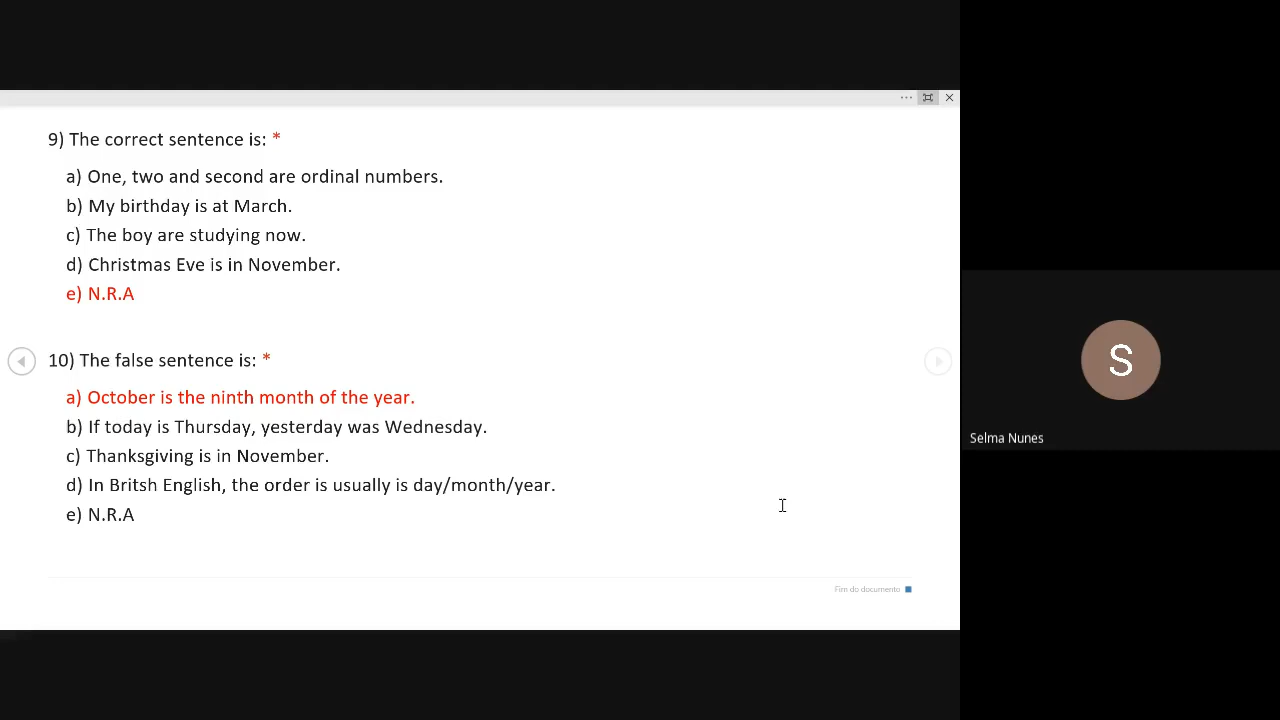 9) The correct sentence is: *
a) One, two and second are ordinal numbers.
b) My birthday is at March.
c) The boy are studying now.
d) Christmas Eve is in November.
e) N.R.A
10) The false sentence is: *
a) October is the ninth month of the year.
b) If today is Thursday, yesterday was Wednesday.
c) Thanksgiving is in November.
d) In Britsh English, the order is usually is day/month/year.
e) N.R.A
Fim do documento
S
Selma Nunes